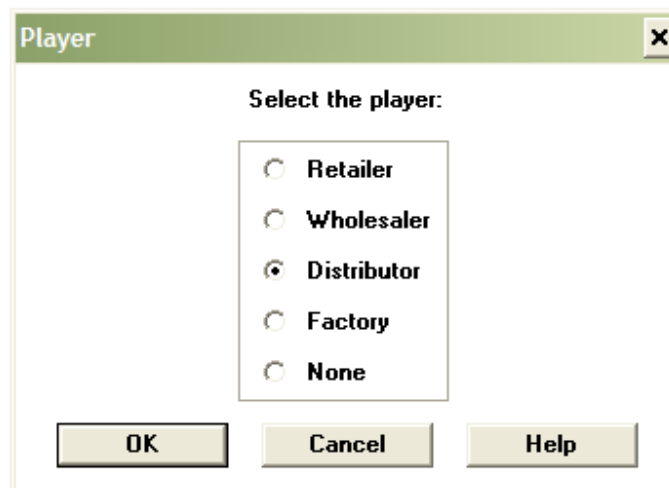 Player
Select the player:
Retailer
Wholesaler
Distributor
Factory
None
OK Cancel Help